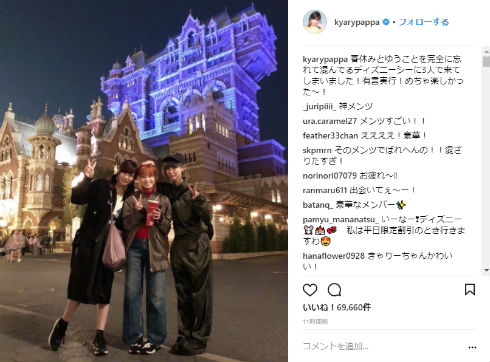 kyarypappa • フォローする
kyarypappa 春休みとゆうことを完全に忘
れて混んでるディズニーシーに3人で来て
しまいました！有言実行！めちゃ楽しかっ
た〜！
_juripiiii_ 神メンツ
ura.caramel27 メンツすごい！！
feather33chan ええええ！豪華！
skpmrn そのメンツでばれへんの！！混ざ
りたすぎ！
norinori07079 お疲れ〜!!
ranmaru611 出会いてぇ〜ー！
batanq_ 豪華なメンバー✨
pamyu_mananatsu_ いーなー❣ディズニー
私は平日限定割引のとき行きま
すわ😍
hanaflower0928 きゃりーちゃんかわい
い！
いいね！69,660件
11時間前
コメントを追加...